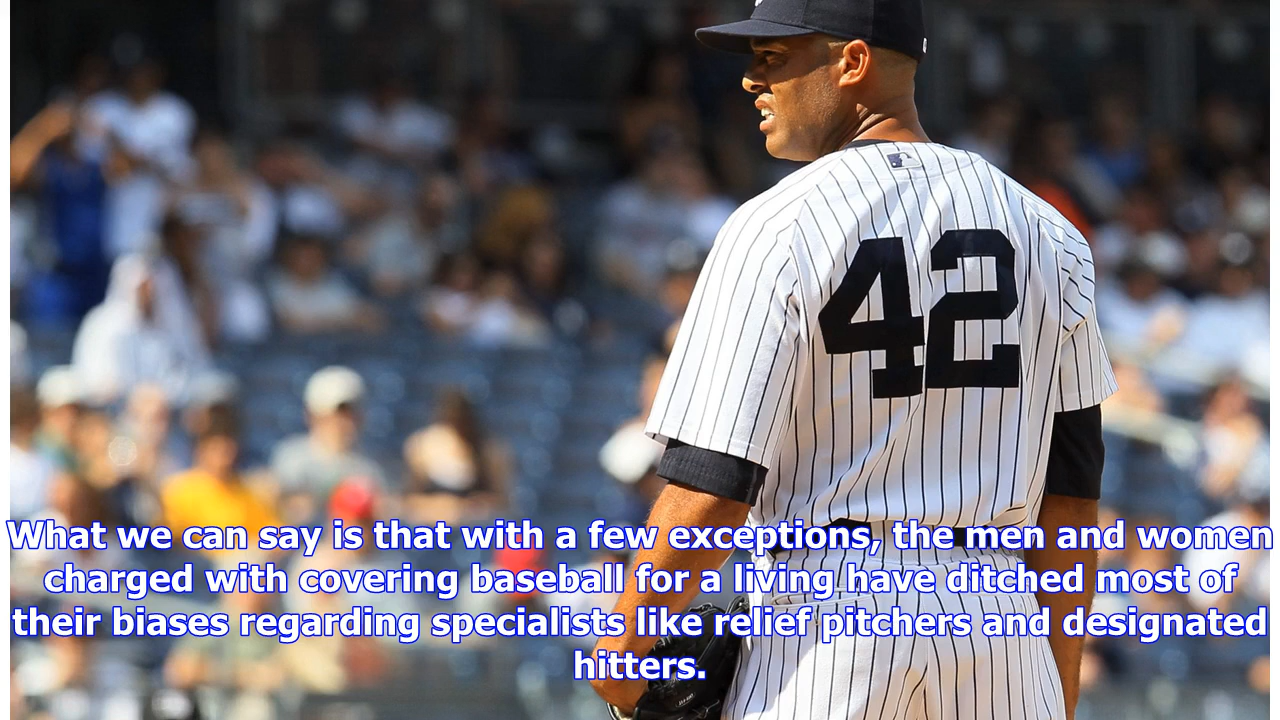 42
What we can say is that with a few exceptions, the men and women
charged with covering baseball for a living have ditched most of
their biases regarding specialists like relief pitchers and designated
hitters.